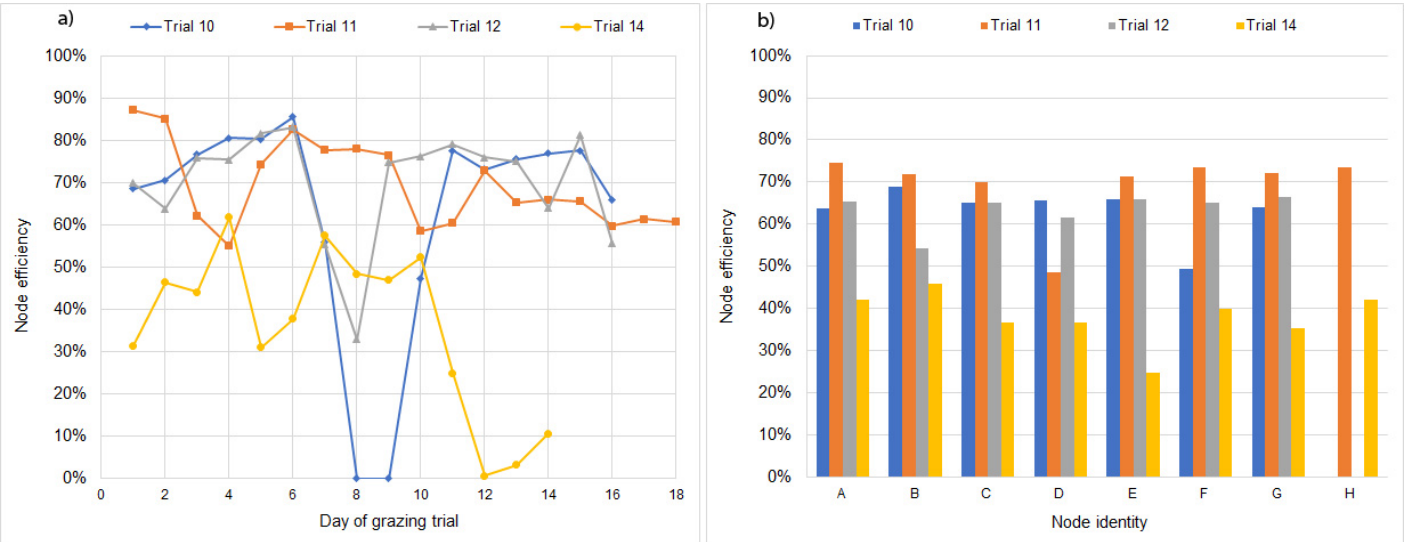 a)
Trial 10 Trial 11 Trial 12 Trial 14
100%
90%
80%
70%
60%
50%
40%
30%
20%
10%
0%
Node efficiency
0 2 4 6 8 10 12 14 16 18
Day of grazing trial
b)
Trial 10 Trial 11 Trial 12 Trial 14
100%
90%
80%
70%
60%
50%
40%
30%
20%
10%
0%
Node efficiency
A B C D E F G H
Node identity